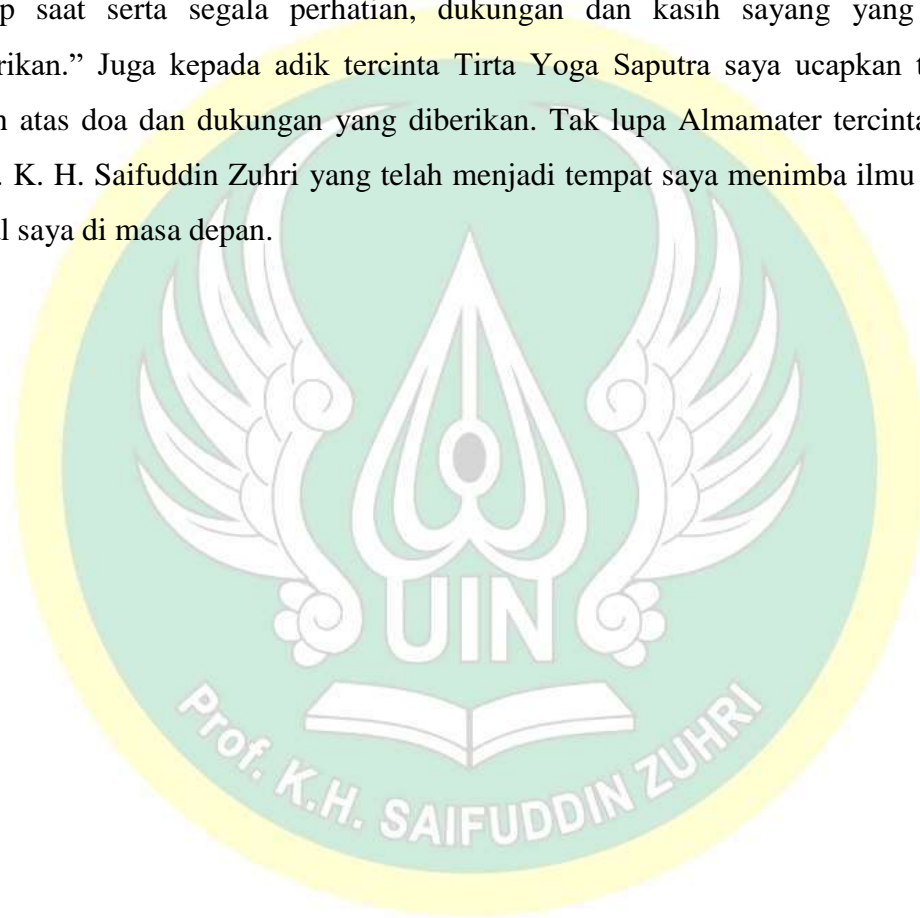 p saat serta segala perhatian, dukungan dan kasih sayang yang
rikan.” Juga kepada adik tercinta Tirta Yoga Saputra saya ucapkan t
n atas doa dan dukungan yang diberikan. Tak lupa Almamater tercinta
. K. H. Saifuddin Zuhri yang telah menjadi tempat saya menimba ilmu
l saya di masa depan.
UIN
Prof. K.H. SAIFUDDIN ZUHRI